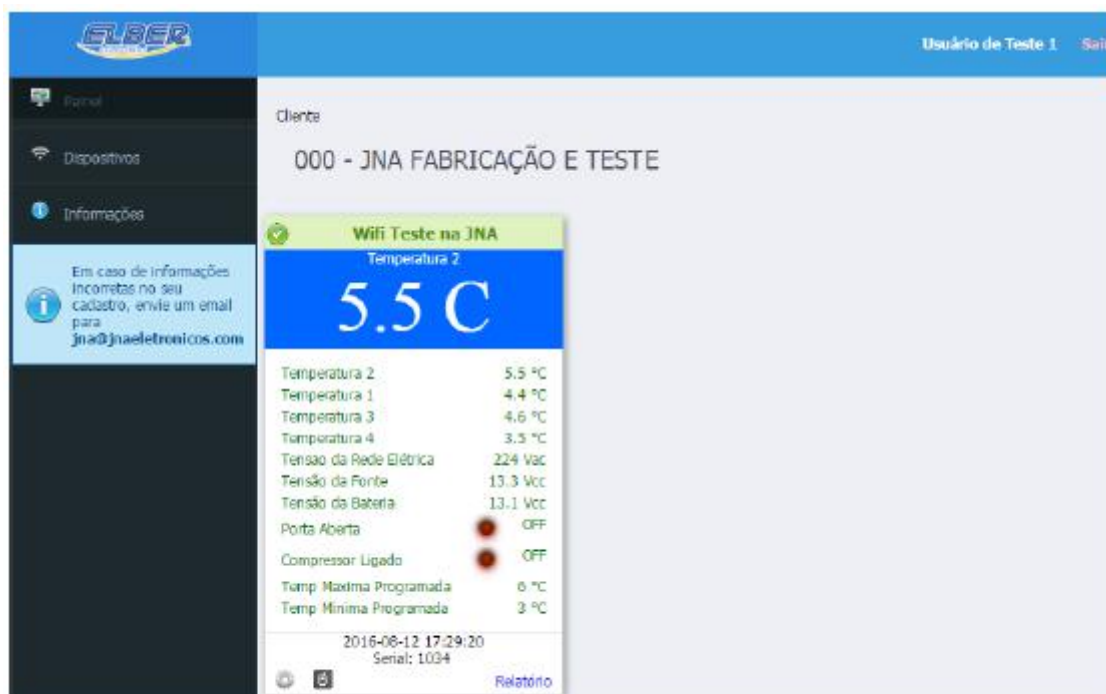 ELBER
Usuário de Teste 1
Sair
Painel
Dispositivos
Informações
Em caso de informações
incorretas no seu
cadastro, envie um email
para
jna@jnaeletronicos.com
Cliente
000 - JNA FABRICAÇÃO E TESTE
Wifi Teste na JNA
Temperatura 2
5.5 C
Temperatura 2 5.5 °C
Temperatura 1 4.4 °C
Temperatura 3 4.6 °C
Temperatura 4 3.5 °C
Tensao da Rede Elétrica 224 Vac
Tensão da Fonte 13.3 Vcc
Tensão da Bateria 13.1 Vcc
Porta Aberta OFF
Compressor Ligado OFF
Temp Maxima Programada 6 °C
Temp Minima Programada 3 °C
2016-08-12 17:29:20
Serial: 1034
Relatório